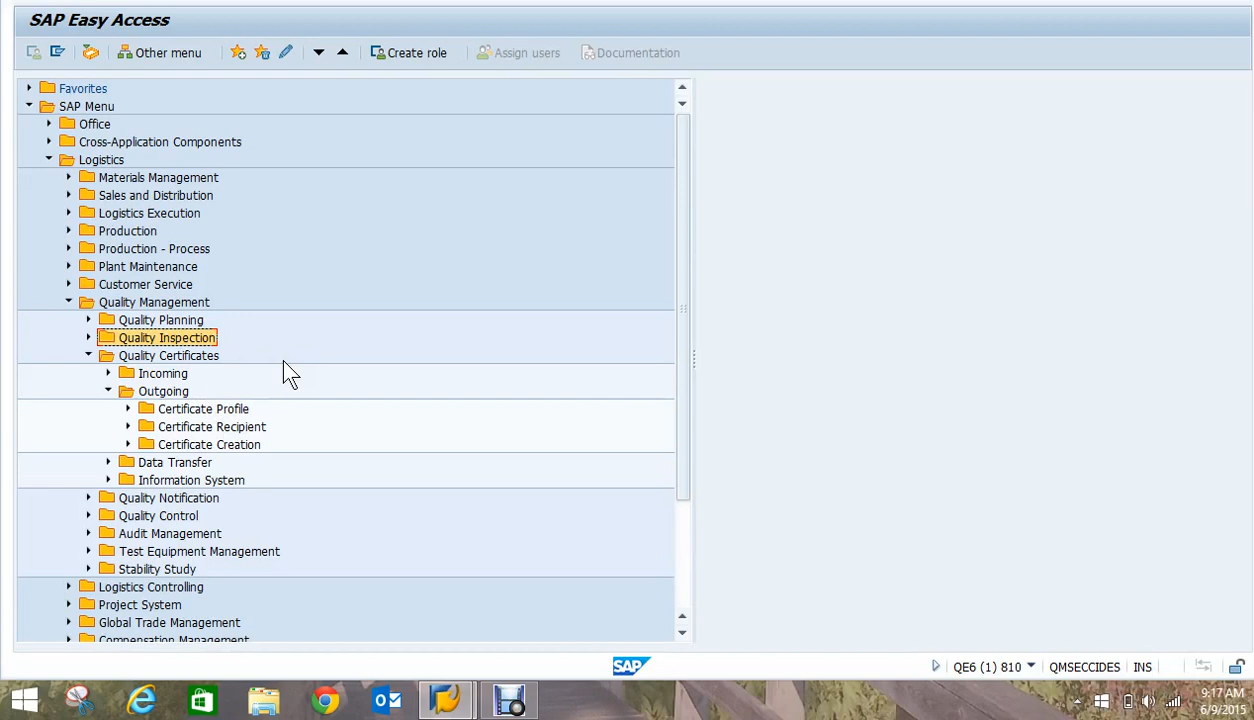 SAP Easy Access
Other menu Create role Assign users Documentation
Favorites
SAP Menu
Office
Cross-Application Components
Logistics
Materials Management
Sales and Distribution
Logistics Execution
Production
Production - Process
Plant Maintenance
Customer Service
Quality Management
Quality Planning
Quality Inspection
Quality Certificates
Incoming
Outgoing
Certificate Profile
Certificate Recipient
Certificate Creation
Data Transfer
Information System
Quality Notification
Quality Control
Audit Management
Test Equipment Management
Stability Study
Logistics Controlling
Project System
Global Trade Management
Compensation Management
SAP QE6 (1) 810 QMSECCIDES INS
9:17 AM
6/9/2015